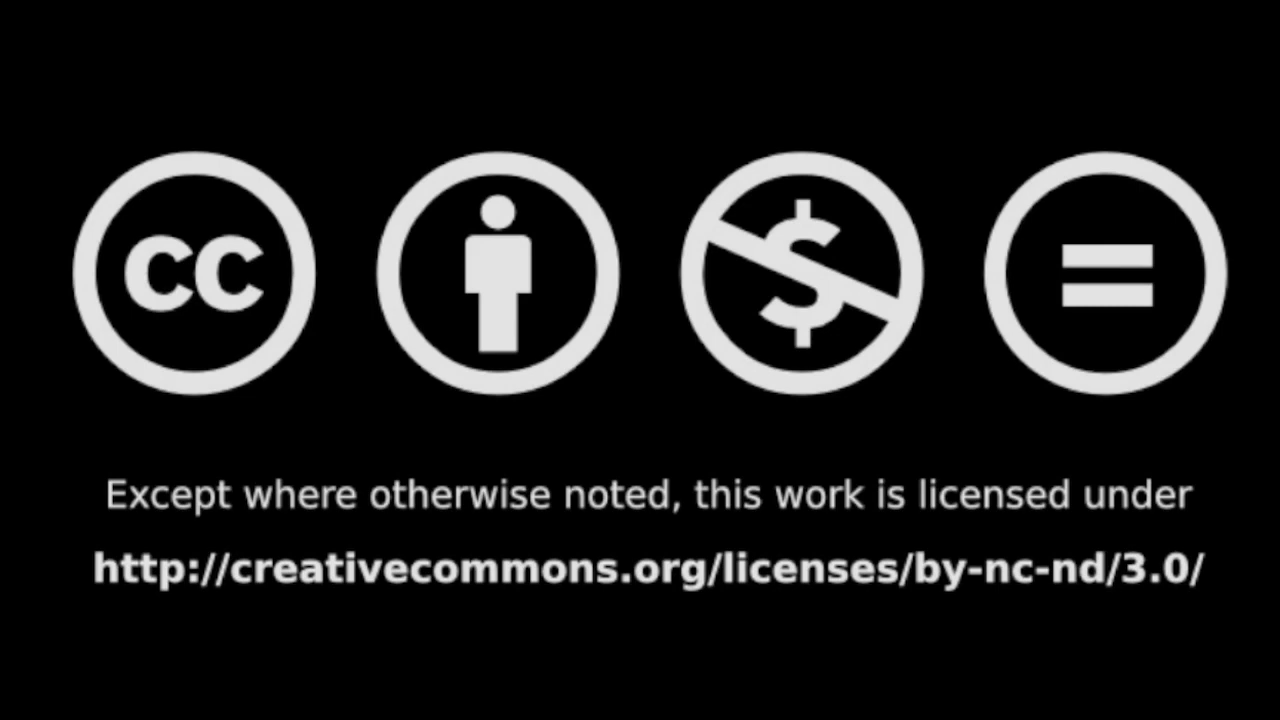 cc
$
=
Except where otherwise noted, this work is licensed under
http://creativecommons.org/licenses/by-nc-nd/3.0/